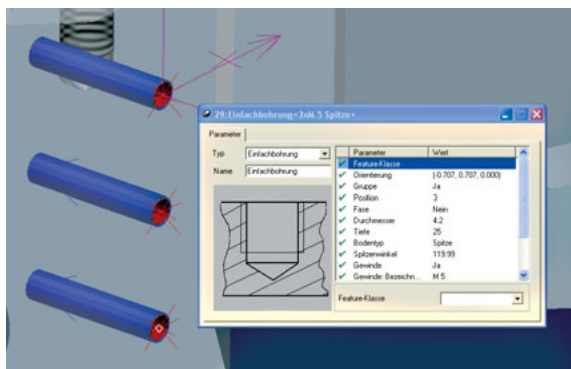 29:Einfachbohrung<3xM 5 Spitze>
Parameter
Typ Einfachbohrung
Name Einfachbohrung
Parameter Wert
Feature-Klasse
Orientierung (-0.707, 0.707, 0.000)
Gruppe Ja
Position 3
Fase Nein
Durchmesser 4.2
Tiefe 25
Bodentyp Spitze
Spitzenwinkel 119.99
Gewinde Ja
Gewinde: Bezeichn... M 5
Feature-Klasse